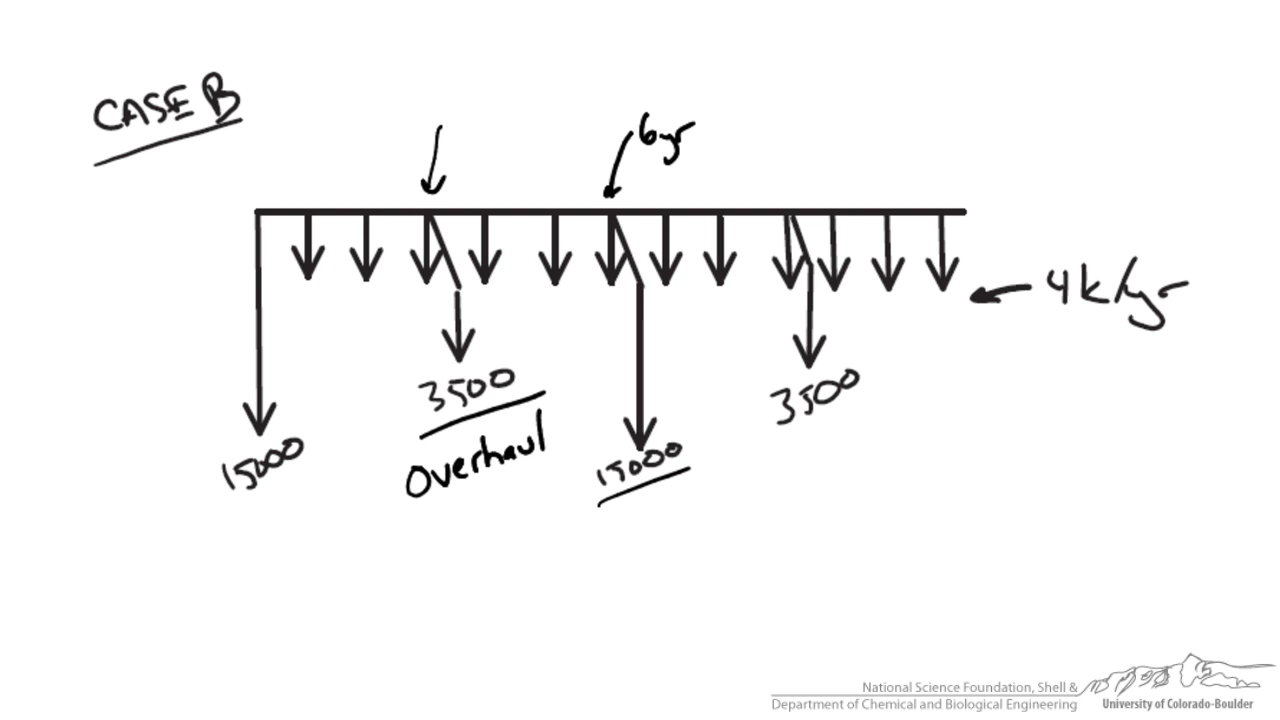 CASE B
6yr
4k/yr
3500
Overhaul
3500
15000
15000
National Science Foundation, Shell &
Department of Chemical and Biological Engineering
University of Colorado-Boulder